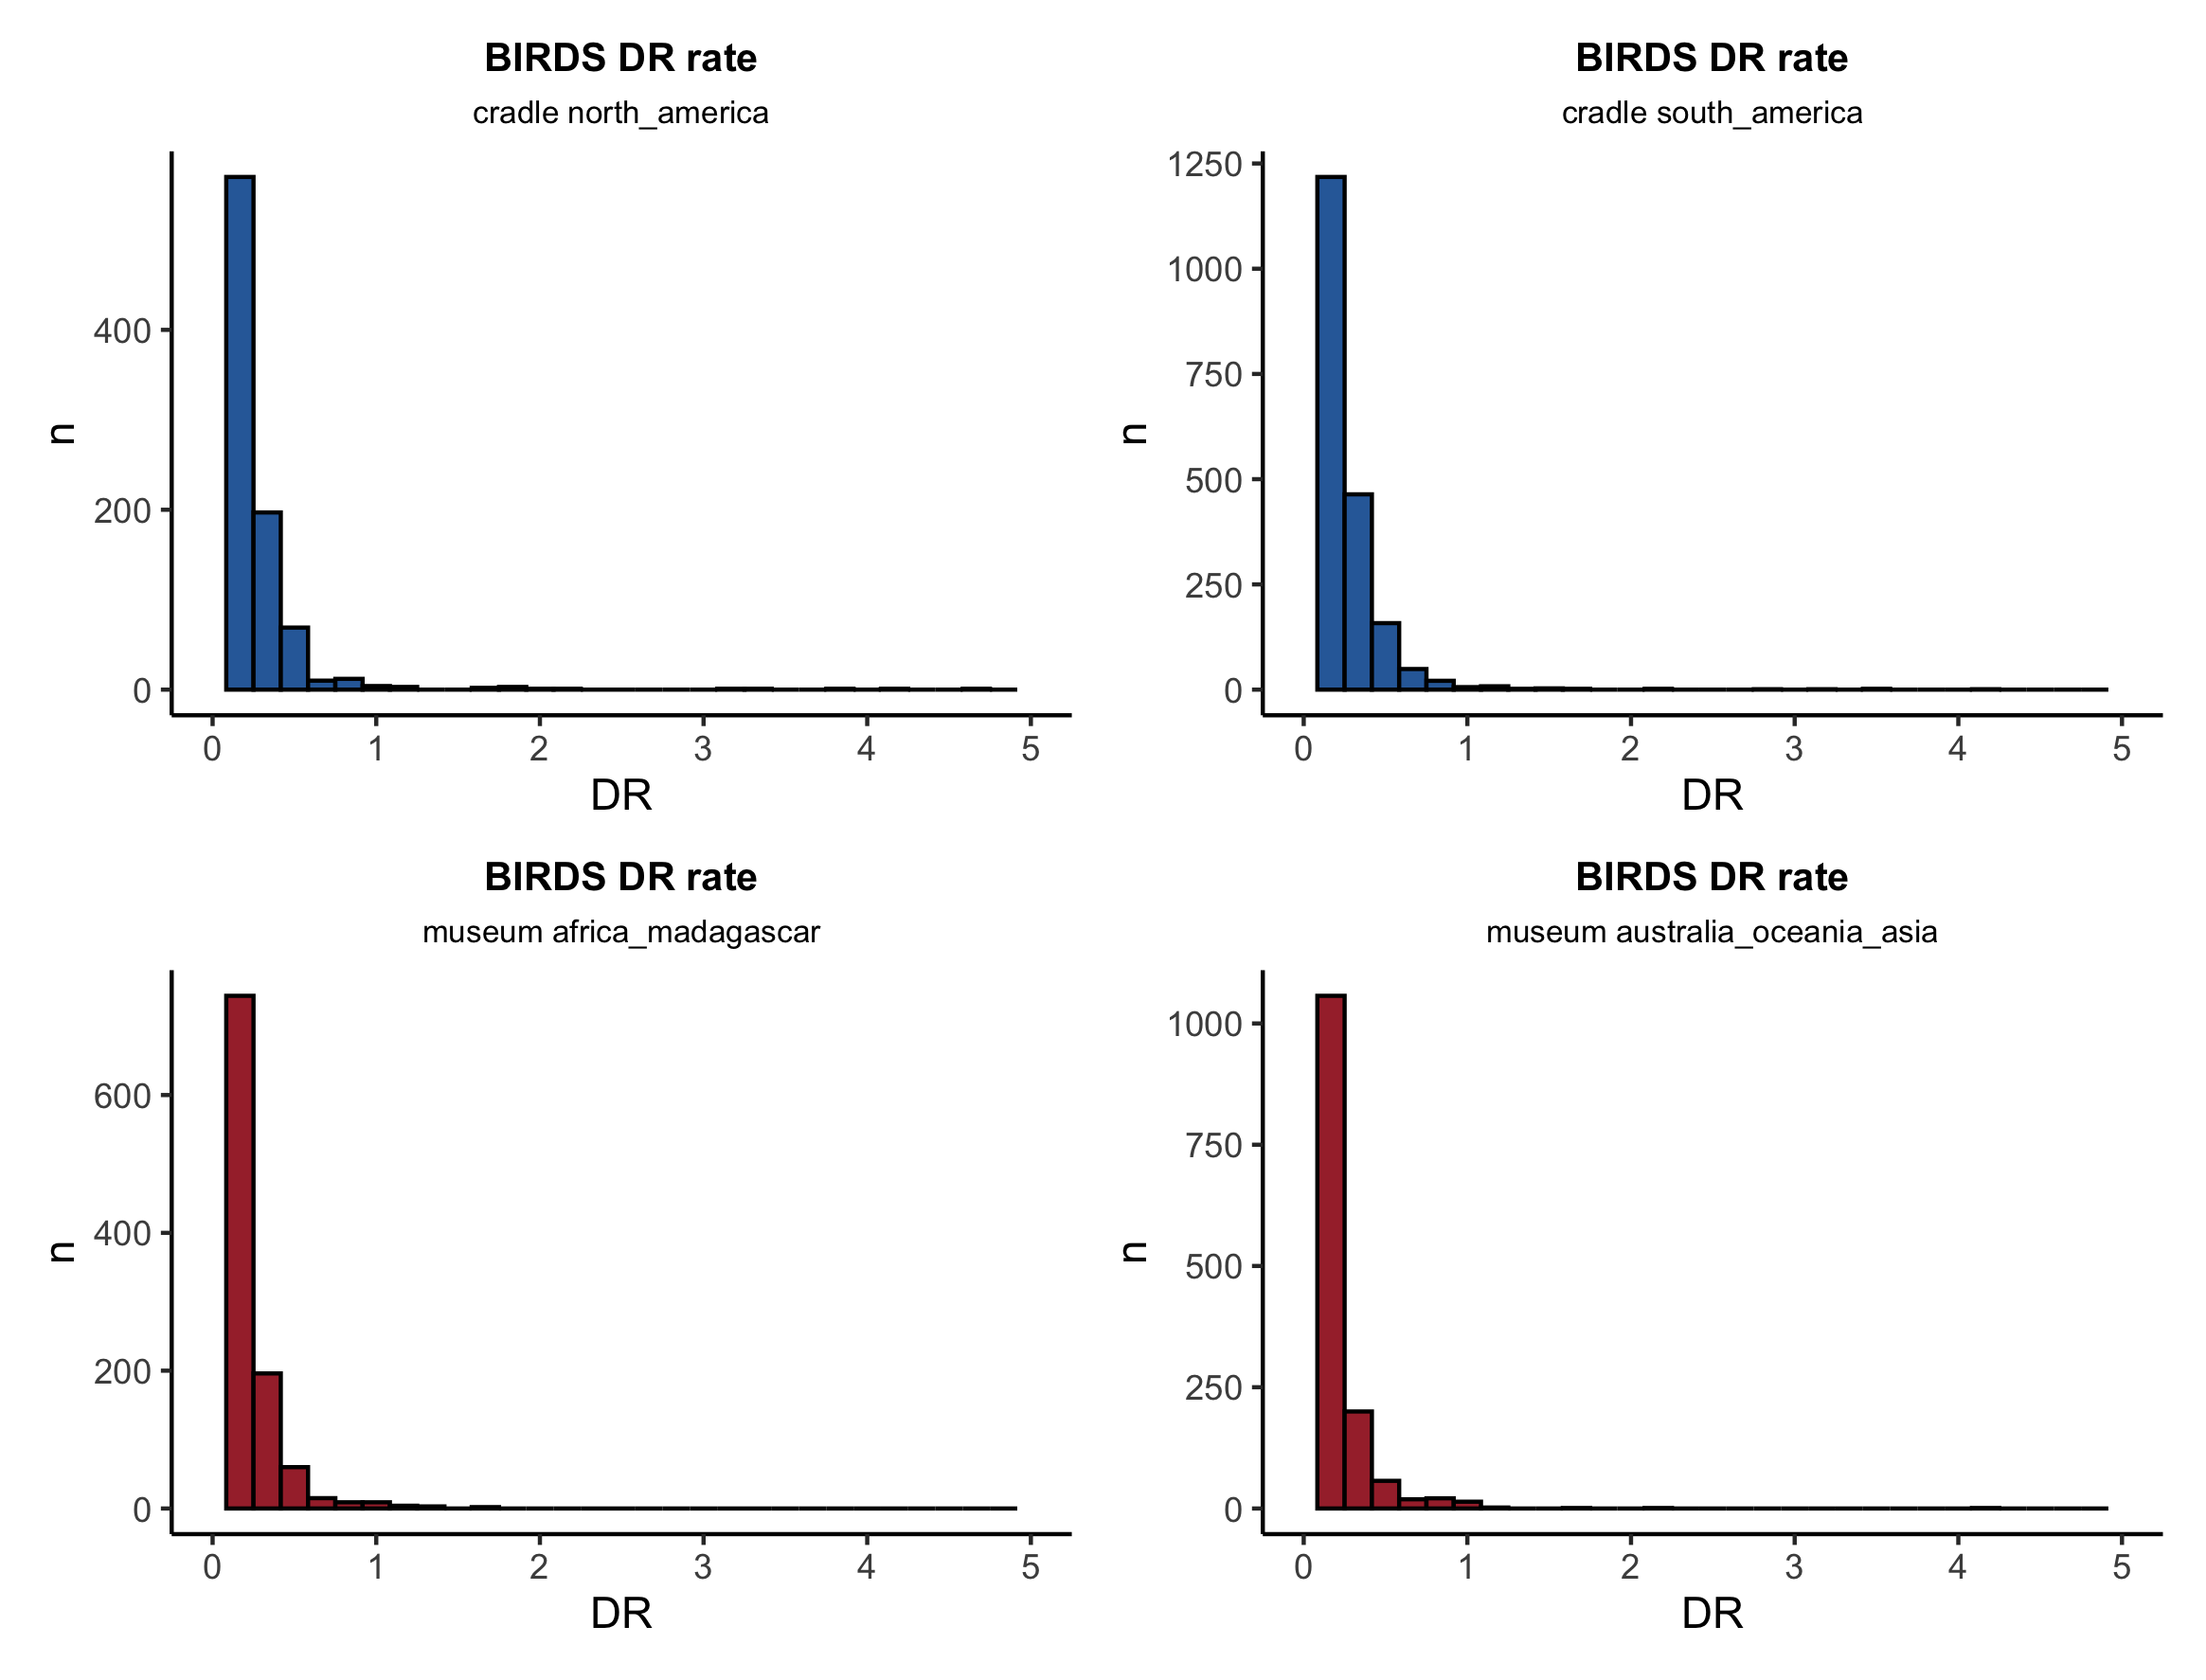 BIRDS DR rate
cradle north_america
n
400
200
0
0 1 2 3 4 5
DR
BIRDS DR rate
cradle south_america
n
1250
1000
750
500
250
0
0 1 2 3 4 5
DR
BIRDS DR rate
museum africa_madagascar
n
600
400
200
0
0 1 2 3 4 5
DR
BIRDS DR rate
museum australia_oceania_asia
n
1000
750
500
250
0
0 1 2 3 4 5
DR